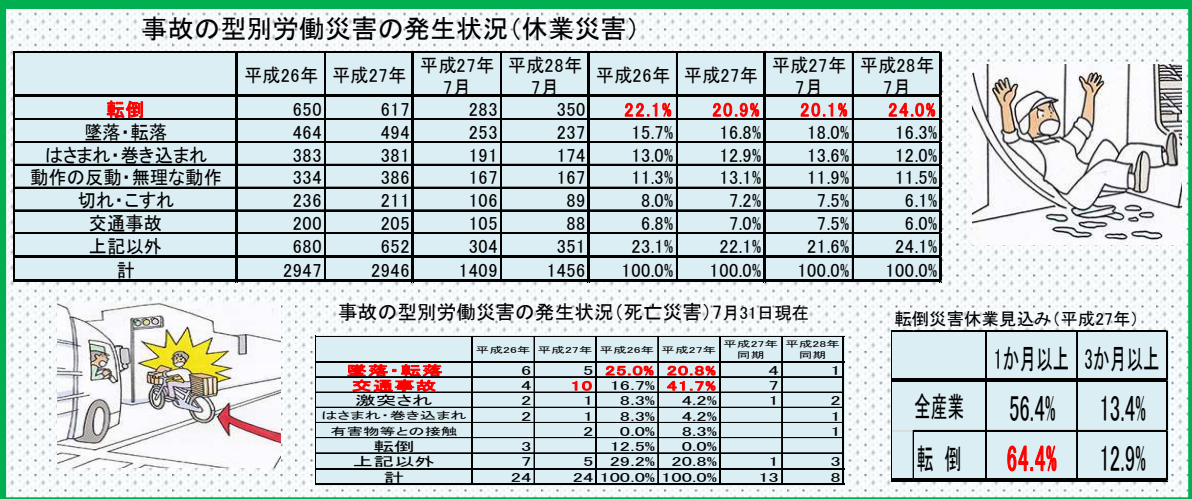 事故の型別労働災害の発生状況（休業災害）
平成26年 平成27年 平成27年7月 平成28年7月 平成26年 平成27年 平成27年7月 平成28年7月
転倒 650 617 283 350 22.1% 20.9% 20.1% 24.0%
墜落・転落 464 494 253 237 15.7% 16.8% 18.0% 16.3%
はさまれ・巻き込まれ 383 381 191 174 13.0% 12.9% 13.6% 12.0%
動作の反動・無理な動作 334 386 167 167 11.3% 13.1% 11.9% 11.5%
切れ・こすれ 236 211 106 89 8.0% 7.2% 7.5% 6.1%
交通事故 200 205 105 88 6.8% 7.0% 7.5% 6.0%
上記以外 680 652 304 351 23.1% 22.1% 21.6% 24.1%
計 2947 2946 1409 1456 100.0% 100.0% 100.0% 100.0%
事故の型別労働災害の発生状況（死亡災害）7月31日現在
平成26年 平成27年 平成26年 平成27年 平成27年同期 平成28年同期
墜落・転落 6 5 25.0% 20.8% 4 1
交通事故 4 10 16.7% 41.7% 7
激突され 2 1 8.3% 4.2% 1 2
はさまれ・巻き込まれ 2 1 8.3% 4.2% 1
有害物等との接触 2 0.0% 8.3% 1
転倒 3 12.5% 0.0%
上記以外 7 5 29.2% 20.8% 1 3
計 24 24 100.0% 100.0% 13 8
転倒災害休業見込み（平成27年）
1か月以上 3か月以上
全産業 56.4% 13.4%
転倒 64.4% 12.9%